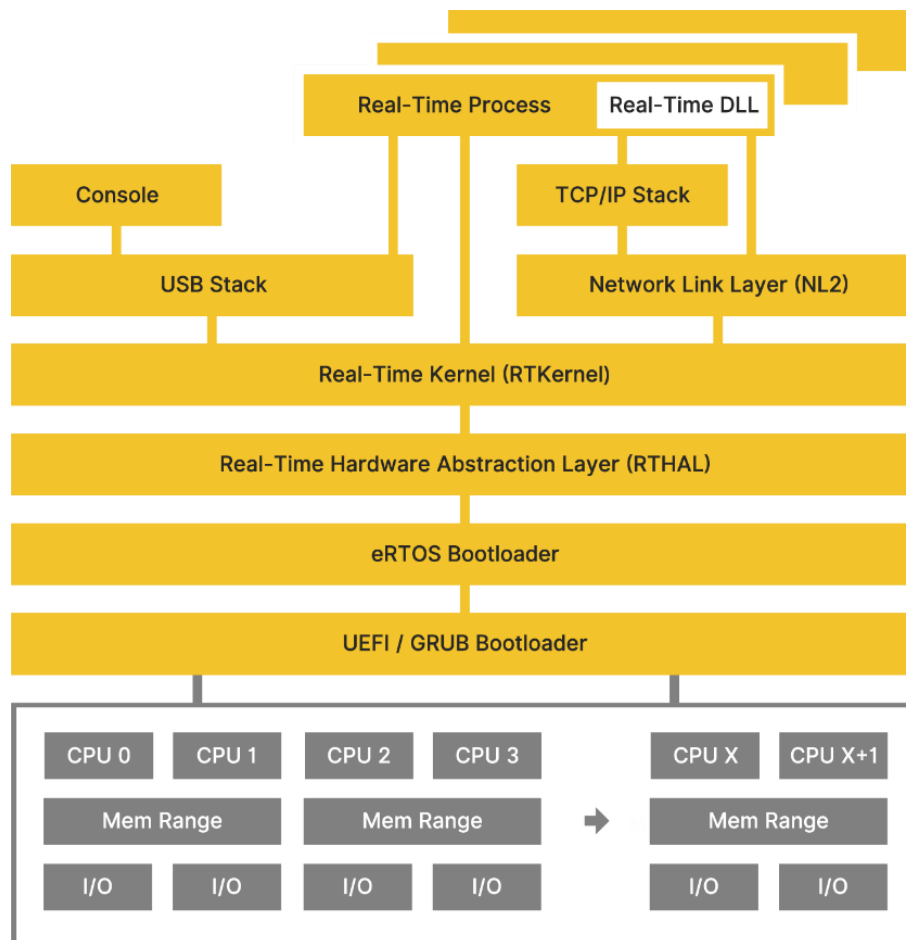 Real-Time Process
Real-Time DLL
Console
TCP/IP Stack
USB Stack
Network Link Layer (NL2)
Real-Time Kernel (RTKernel)
Real-Time Hardware Abstraction Layer (RTHAL)
eRTOS Bootloader
UEFI / GRUB Bootloader
CPU 0
CPU 1
CPU 2
CPU 3
CPU X
CPU X+1
Mem Range
Mem Range
Mem Range
I/O
I/O
I/O
I/O
I/O
I/O